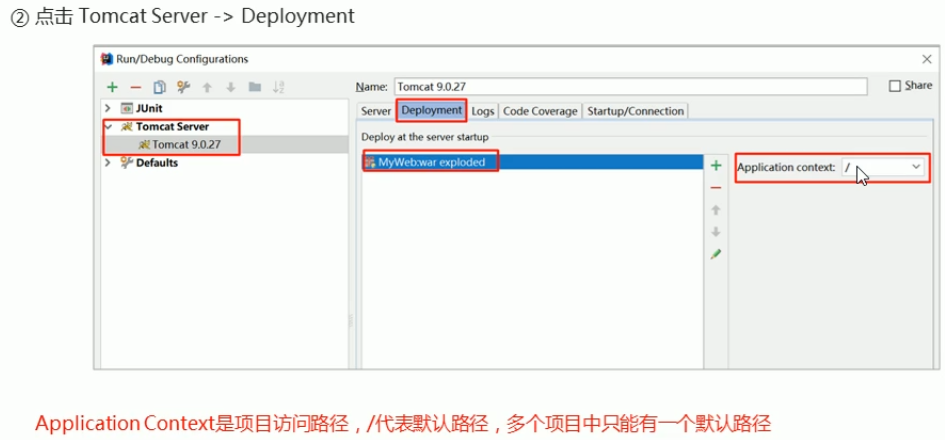 ② 点击 Tomcat Server -> Deployment
Run/Debug Configurations
Name: Tomcat 9.0.27
Share
JUnit
Tomcat Server
Tomcat 9.0.27
Defaults
Server Deployment Logs Code Coverage Startup/Connection
Deploy at the server startup
MyWeb:war exploded
Application context: /
Application Context是项目访问路径，/代表默认路径，多个项目中只能有一个默认路径